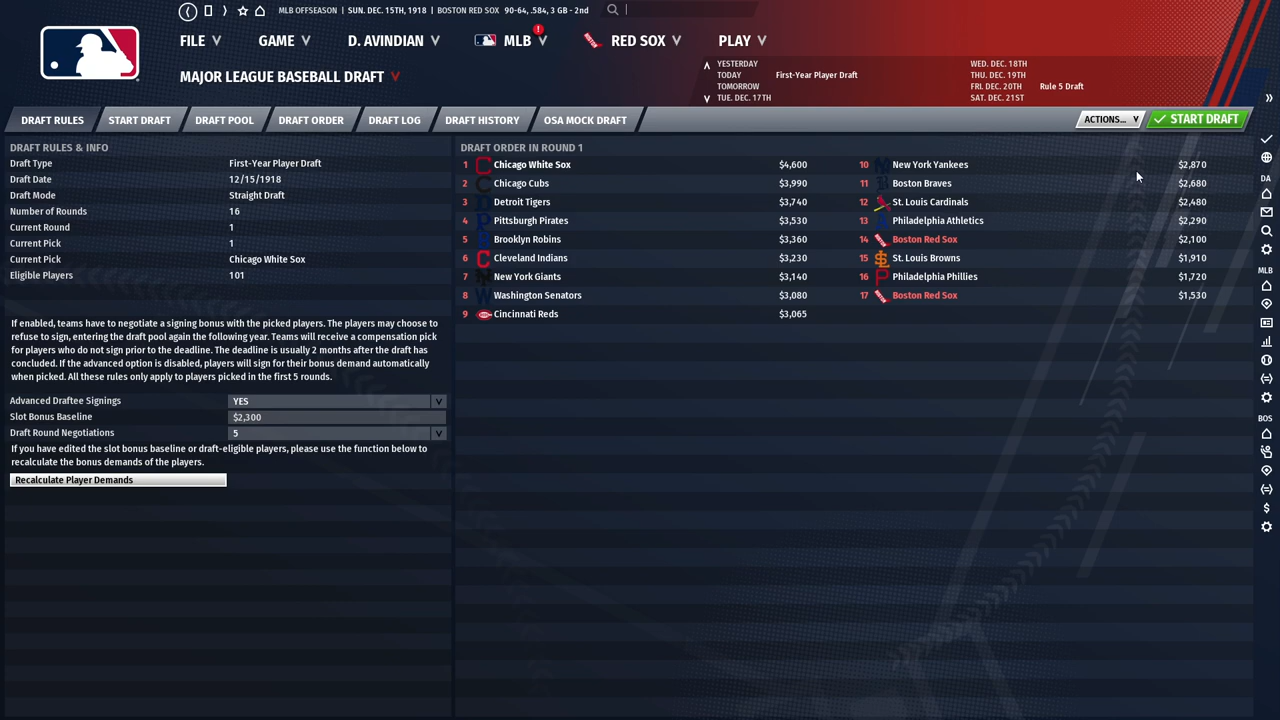 MLB OFFSEASON | SUN. DEC. 15TH, 1918 | BOSTON RED SOX 90-64, .584, 3 GB - 2nd
FILE GAME D. AVINDIAN MLB ! RED SOX PLAY
MAJOR LEAGUE BASEBALL DRAFT
YESTERDAY WED. DEC. 18TH
TODAY First-Year Player Draft THU. DEC. 19TH
TOMORROW FRI. DEC. 20TH Rule 5 Draft
TUE. DEC. 17TH SAT. DEC. 21ST
DRAFT RULES START DRAFT DRAFT POOL DRAFT ORDER DRAFT LOG DRAFT HISTORY OSA MOCK DRAFT ACTIONS... START DRAFT
DRAFT RULES & INFO
Draft Type First-Year Player Draft
Draft Date 12/15/1918
Draft Mode Straight Draft
Number of Rounds 16
Current Round 1
Current Pick 1
Current Pick Chicago White Sox
Eligible Players 101
If enabled, teams have to negotiate a signing bonus with the picked players. The players may choose to
refuse to sign, entering the draft pool again the following year. Teams will receive a compensation pick
for players who do not sign prior to the deadline. The deadline is usually 2 months after the draft has
concluded. If the advanced option is disabled, players will sign for their bonus demand automatically
when picked. All these rules only apply to players picked in the first 5 rounds.
Advanced Draftee Signings YES
Slot Bonus Baseline $2,300
Draft Round Negotiations 5
If you have edited the slot bonus baseline or draft-eligible players, please use the function below to
recalculate the bonus demands of the players.
Recalculate Player Demands
DRAFT ORDER IN ROUND 1
1 Chicago White Sox $4,600
2 Chicago Cubs $3,990
3 Detroit Tigers $3,740
4 Pittsburgh Pirates $3,530
5 Brooklyn Robins $3,360
6 Cleveland Indians $3,230
7 New York Giants $3,140
8 Washington Senators $3,080
9 Cincinnati Reds $3,065
10 New York Yankees $2,870
11 Boston Braves $2,680
12 St. Louis Cardinals $2,480
13 Philadelphia Athletics $2,290
14 Boston Red Sox $2,100
15 St. Louis Browns $1,910
16 Philadelphia Phillies $1,720
17 Boston Red Sox $1,530
DA
MLB
BOS